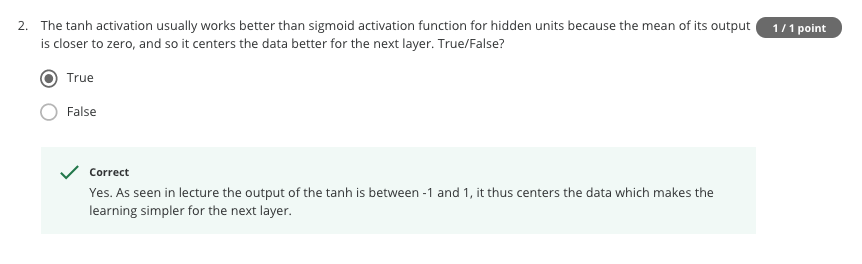 2. The tanh activation usually works better than sigmoid activation function for hidden units because the mean of its output
1 / 1 point
is closer to zero, and so it centers the data better for the next layer. True/False?
True
False
Correct
Yes. As seen in lecture the output of the tanh is between -1 and 1, it thus centers the data which makes the
learning simpler for the next layer.